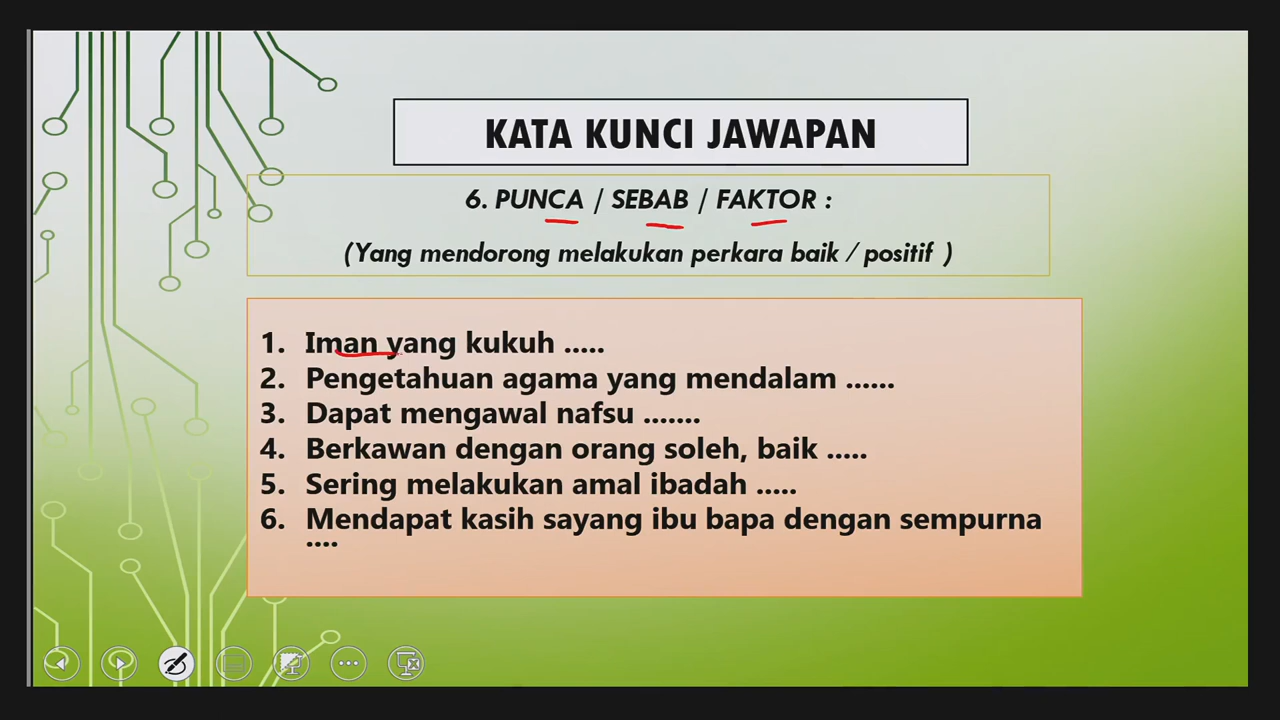 KATA KUNCI JAWAPAN
6. PUNCA / SEBAB / FAKTOR :
(Yang mendorong melakukan perkara baik / positif )
1. Iman yang kukuh .....
2. Pengetahuan agama yang mendalam ......
3. Dapat mengawal nafsu .......
4. Berkawan dengan orang soleh, baik .....
5. Sering melakukan amal ibadah .....
6. Mendapat kasih sayang ibu bapa dengan sempurna
....